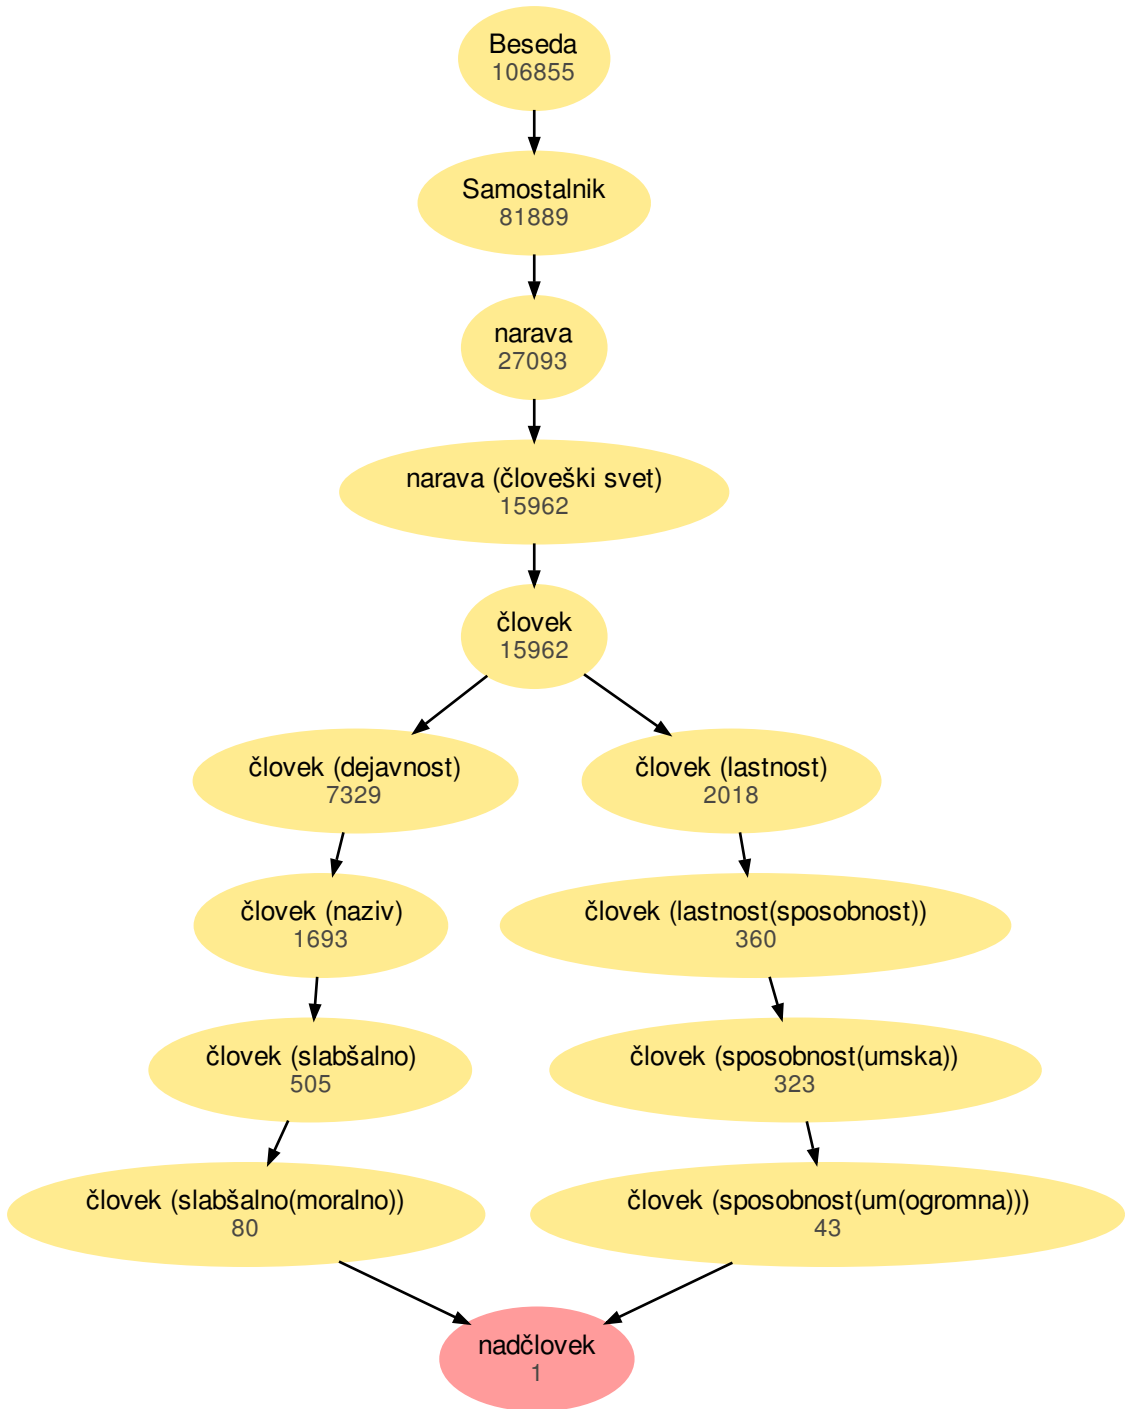 Beseda
106855
Samostalnik
81889
narava
27093
narava (človeški svet)
15962
človek
15962
človek (dejavnost)
7329
človek (lastnost)
2018
človek (naziv)
1693
človek (lastnost(sposobnost))
360
človek (slabšalno)
505
človek (sposobnost(umska))
323
človek (slabšalno(moralno))
80
človek (sposobnost(um(ogromna)))
43
nadčlovek
1